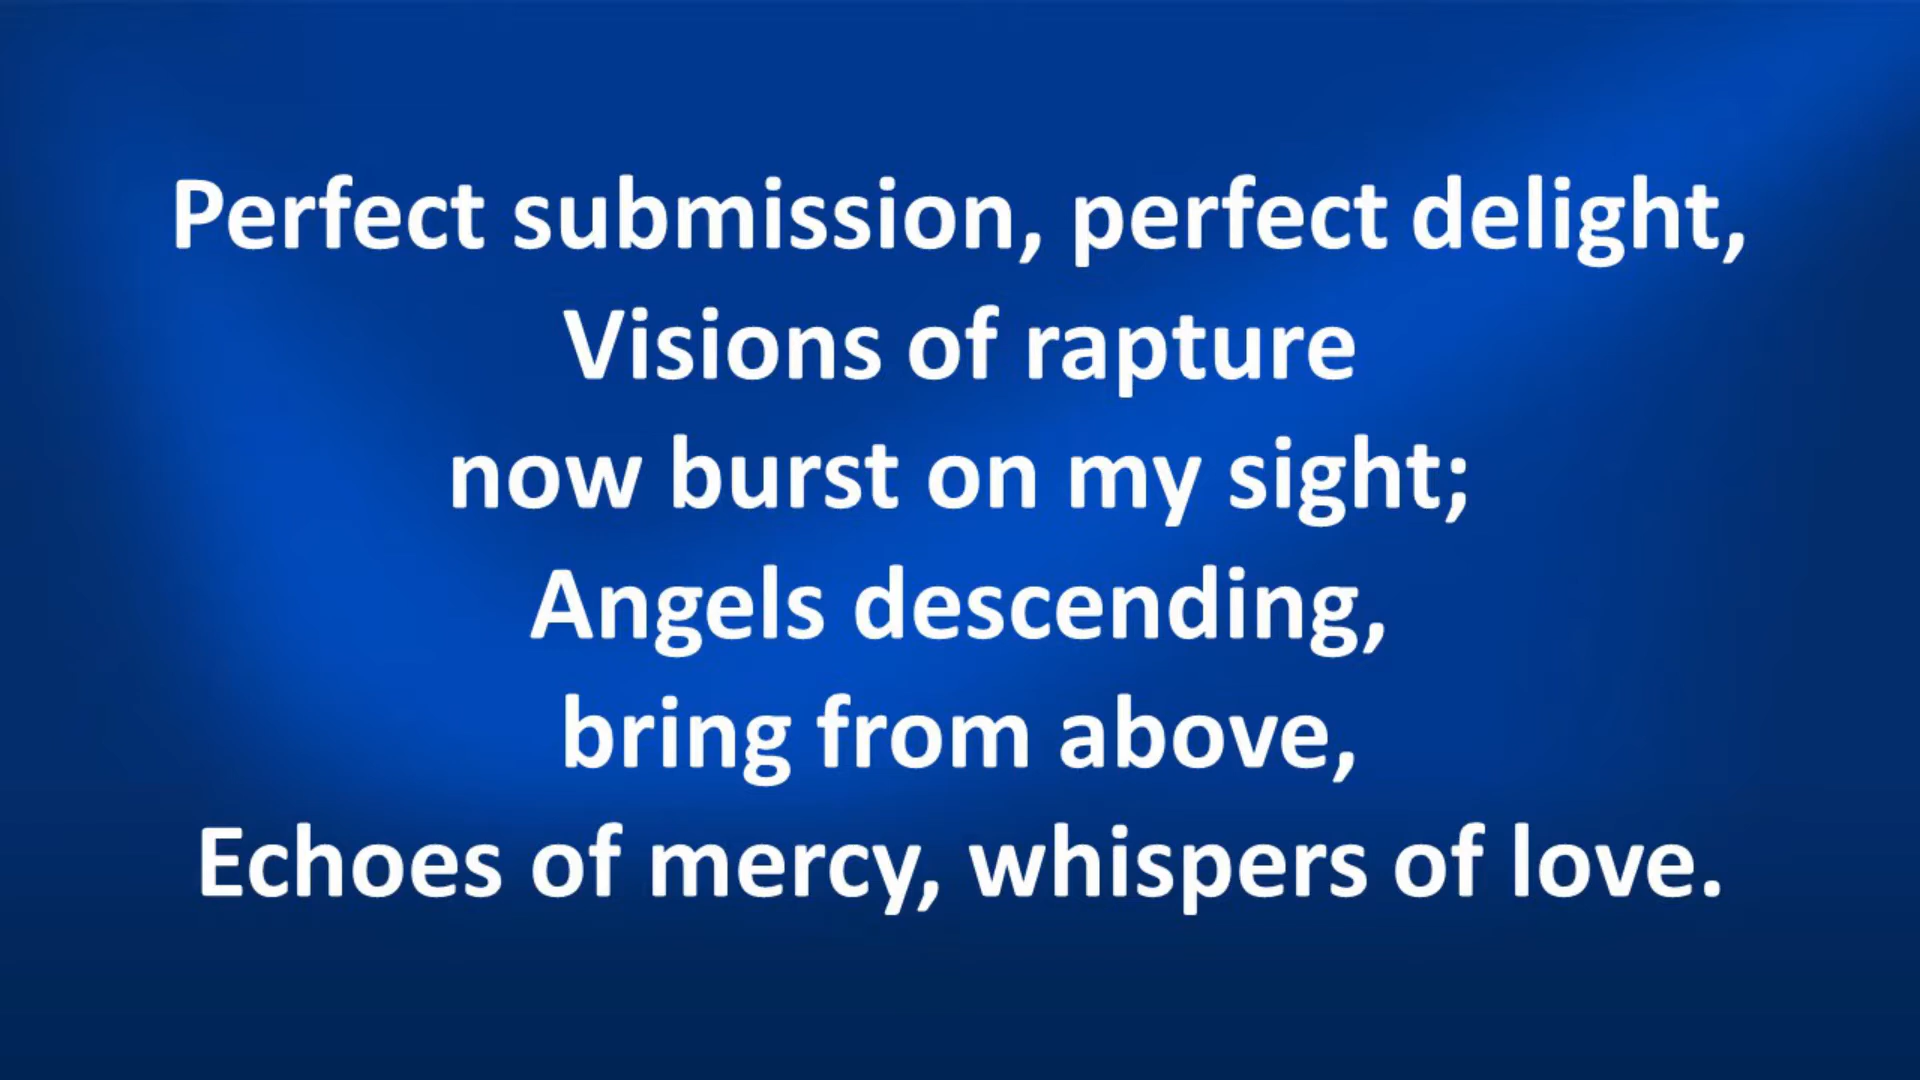 Perfect submission, perfect delight,
Visions of rapture
now burst on my sight;
Angels descending,
bring from above,
Echoes of mercy, whispers of love.